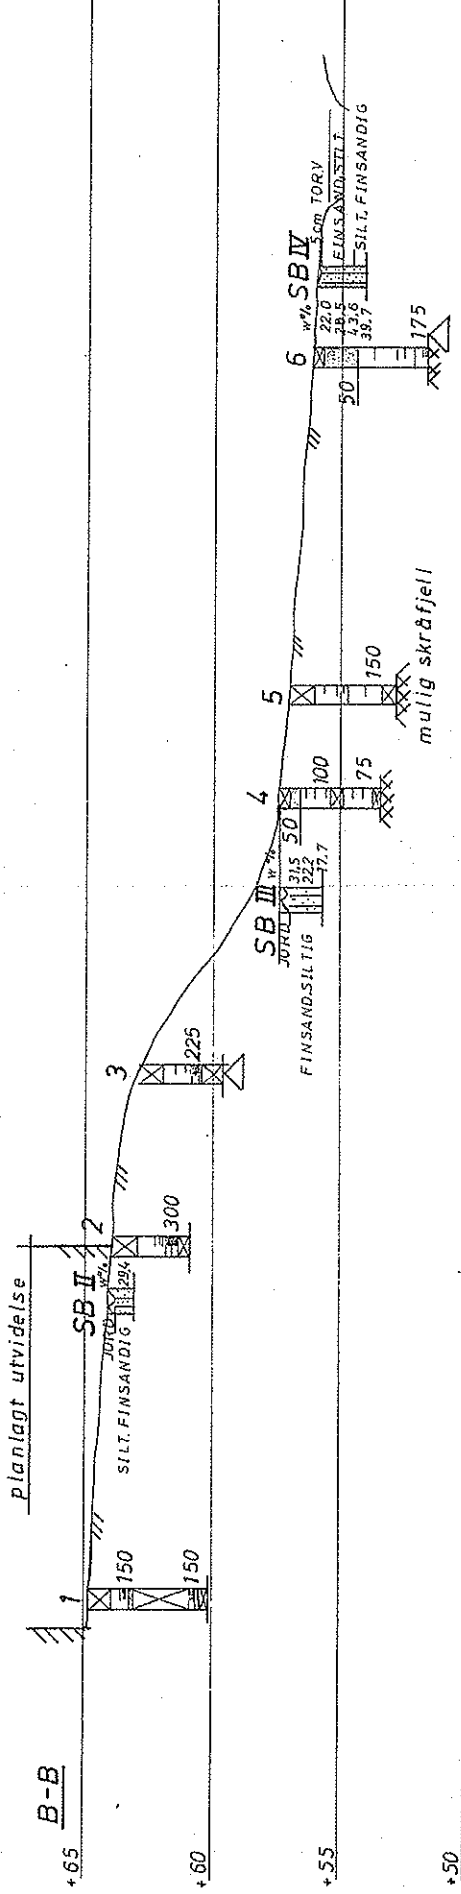 B-B
planlagt utvidelse
+65
+60
+55
+50
1
150
150
SB II
w%
JORD
29,4
SILT. FINSANDIG
2
300
3
225
SB III
w%
JORD
31,5
22,2
17,7
FINSAND.SILTIG
4
50
100
75
5
150
mulig skråfjell
6
50
175
SB IV
w%
22,0
28,5
43,6
39,7
5cm TORV
FINSAND.STLT
SILT. FINSANDIG